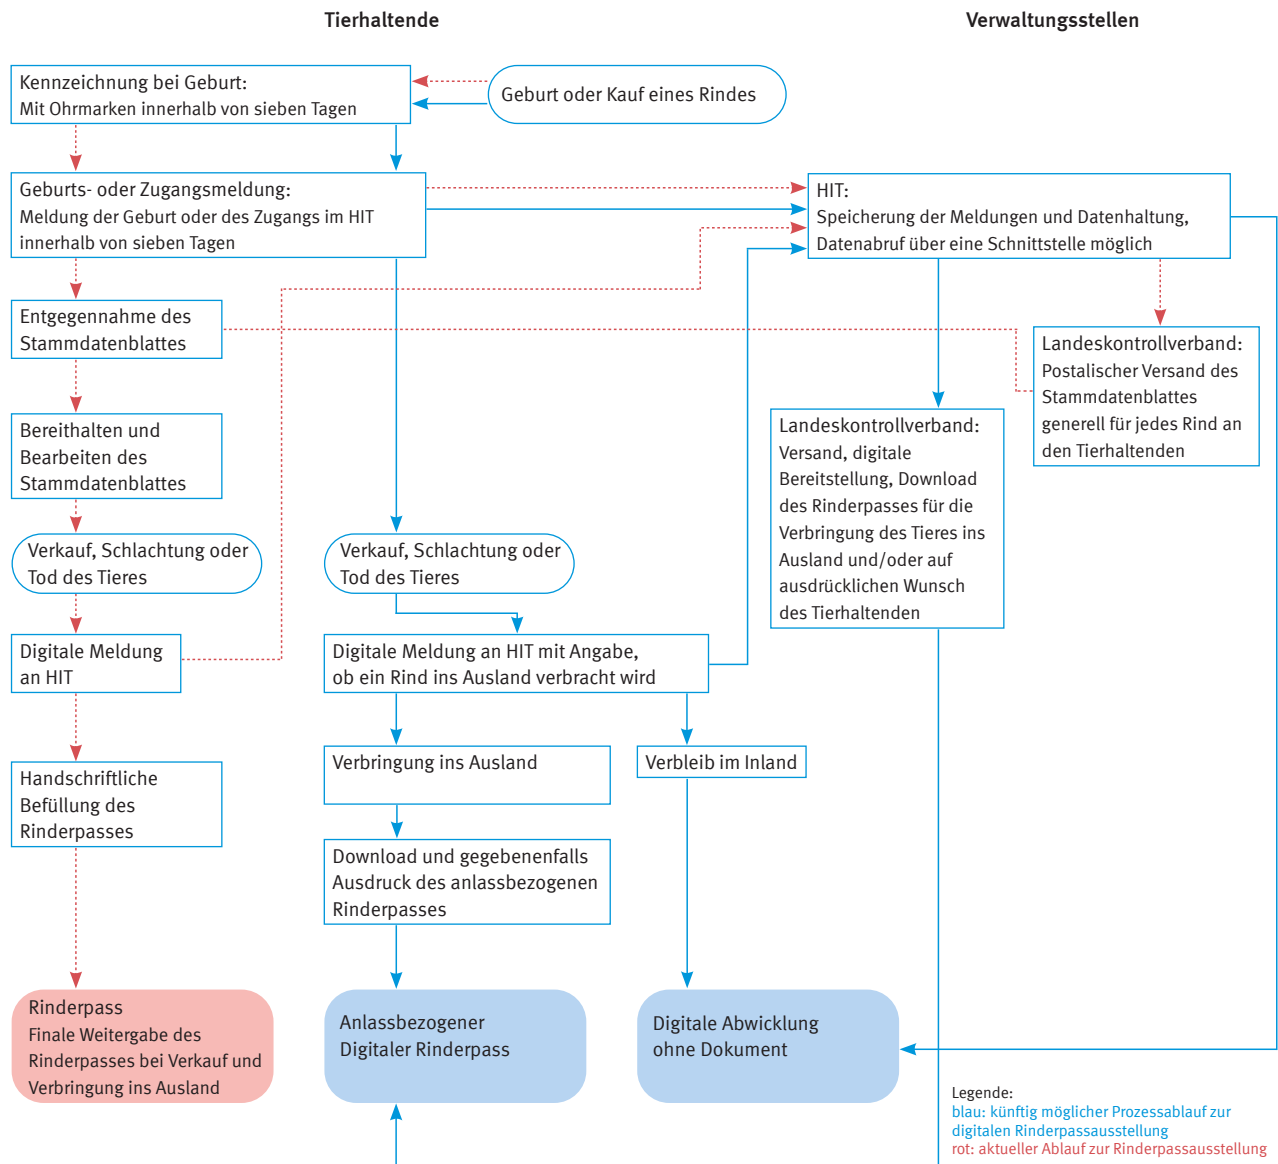 Tierhaltende
Verwaltungsstellen
Kennzeichnung bei Geburt:
Mit Ohrmarken innerhalb von sieben Tagen
Geburt oder Kauf eines Rindes
Geburts- oder Zugangsmeldung:
Meldung der Geburt oder des Zugangs im HIT
innerhalb von sieben Tagen
HIT:
Speicherung der Meldungen und Datenhaltung,
Datenabruf über eine Schnittstelle möglich
Entgegennahme des
Stammdatenblattes
Landeskontrollverband:
Postalischer Versand des
Stammdatenblattes
generell für jedes Rind an
den Tierhaltenden
Bereithalten und
Bearbeiten des
Stammdatenblattes
Landeskontrollverband:
Versand, digitale
Bereitstellung, Download
des Rinderpasses für die
Verbringung des Tieres ins
Ausland und/oder auf
ausdrücklichen Wunsch
des Tierhaltenden
Verkauf, Schlachtung oder
Tod des Tieres
Verkauf, Schlachtung oder
Tod des Tieres
Digitale Meldung
an HIT
Digitale Meldung an HIT mit Angabe,
ob ein Rind ins Ausland verbracht wird
Handschriftliche
Befüllung des
Rinderpasses
Verbringung ins Ausland
Verbleib im Inland
Download und gegebenenfalls
Ausdruck des anlassbezogenen
Rinderpasses
Rinderpass
Finale Weitergabe des
Rinderpasses bei Verkauf und
Verbringung ins Ausland
Anlassbezogener
Digitaler Rinderpass
Digitale Abwicklung
ohne Dokument
Legende:
blau: künftig möglicher Prozessablauf zur
digitalen Rinderpassausstellung
rot: aktueller Ablauf zur Rinderpassausstellung